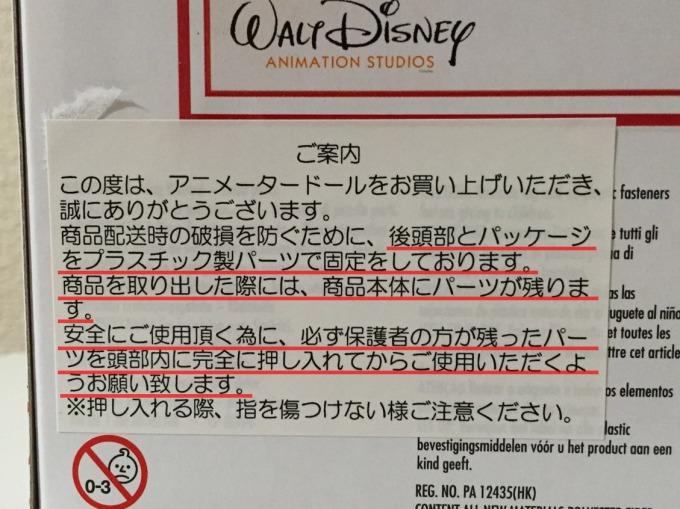 WALT DISNEY
ANIMATION STUDIOS
ご案内
この度は、アニメータードールをお買い上げいただき、
誠にありがとうございます。
商品配送時の破損を防ぐために、後頭部とパッケージ
をプラスチック製パーツで固定をしております。
商品を取り出した際には、商品本体にパーツが残りま
す。
安全にご使用頂く為に、必ず保護者の方が残ったパー
ツを頭部内に完全に押し入れてからご使用いただくよ
うお願い致します。
※押し入れる際、指を傷つけない様ご注意ください。
fasteners
tutti gli
a di
as las
uguete al niño
et toutes les
ttre cet article
os elementos
lastic
bevestigingsmiddelen vóór u het product aan een
kind geeft.
0-3
REG. NO. PA 12435(HK)